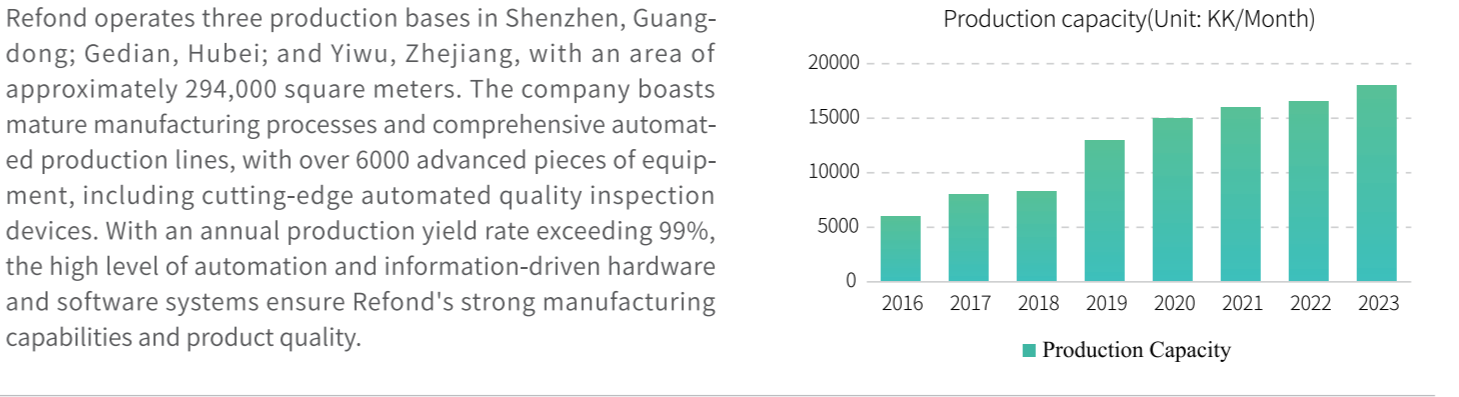 Refond operates three production bases in Shenzhen, Guang-
dong; Gedian, Hubei; and Yiwu, Zhejiang, with an area of
approximately 294,000 square meters. The company boasts
mature manufacturing processes and comprehensive automat-
ed production lines, with over 6000 advanced pieces of equip-
ment, including cutting-edge automated quality inspection
devices. With an annual production yield rate exceeding 99%,
the high level of automation and information-driven hardware
and software systems ensure Refond's strong manufacturing
capabilities and product quality.
Production capacity(Unit: KK/Month)
20000
15000
10000
5000
0
2016 2017 2018 2019 2020 2021 2022 2023
Production Capacity